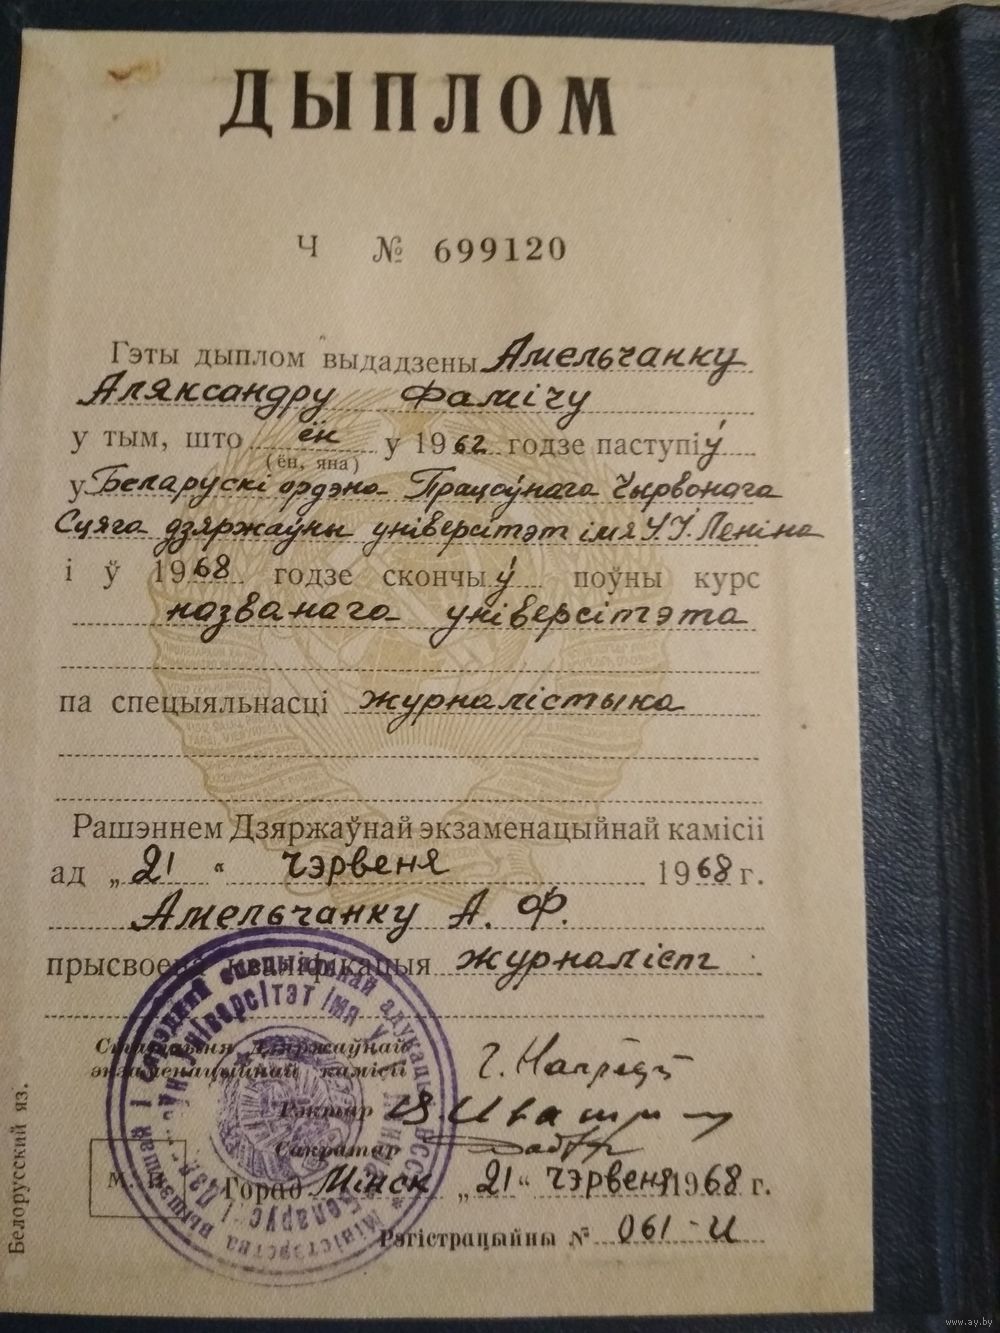 ДЫПЛОМ
Ч № 699120
Гэты дыплом выдадзены Амельчанку
Аляксандру Фамічу
у тым, што ён у 1962 годзе паступіў
(ён, яна)
у Беларускі ордэна Працоўнага Чырвонага
Сцяга дзяржаўны універсітэт імя У.І. Леніна
і ў 1968 годзе скончыў поўны курс
названага універсітэта
па спецыяльнасці журналістыка
Рашэннем Дзяржаўнай экзаменацыйнай камісіі
ад „21“ чэрвеня 1968 г.
Амельчанку А. Ф.
прысвоена кваліфікацыя журналіст
Старшыня Дзяржаўнай
экзаменацыйнай камісіі
Рэктар
Сакратар
М. П.
Горад Мінск „21“ чэрвеня 1968 г.
Рэгістрацыйны № 061-И
Белорусский яз.
www.ay.by